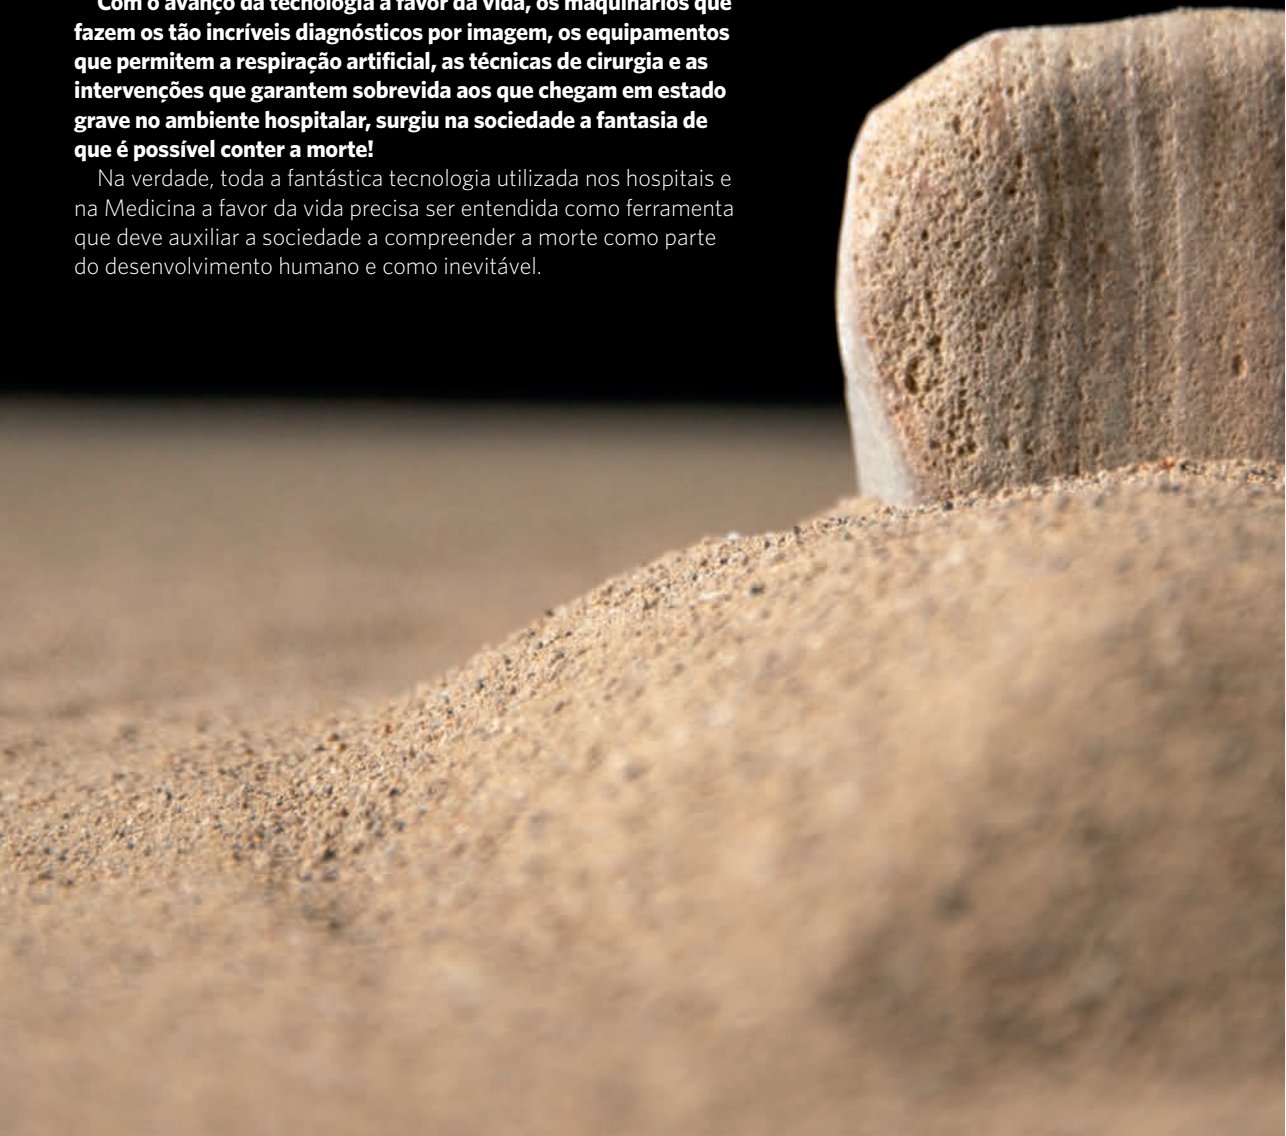 Com o avanço da tecnologia a favor da vida, os maquinários que
fazem os tão incríveis diagnósticos por imagem, os equipamentos
que permitem a respiração artificial, as técnicas de cirurgia e as
intervenções que garantem sobrevida aos que chegam em estado
grave no ambiente hospitalar, surgiu na sociedade a fantasia de
que é possível conter a morte!
Na verdade, toda a fantástica tecnologia utilizada nos hospitais e
na Medicina a favor da vida precisa ser entendida como ferramenta
que deve auxiliar a sociedade a compreender a morte como parte
do desenvolvimento humano e como inevitável.